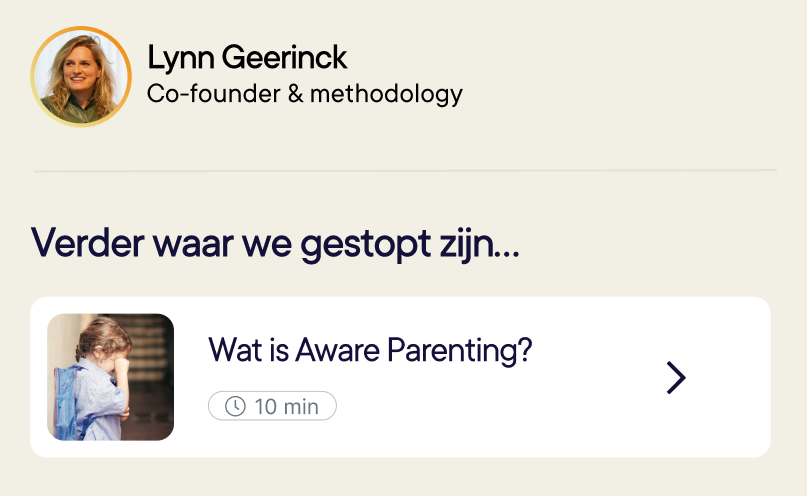 Lynn Geerinck
Co-founder & methodology
Verder waar we gestopt zijn...
Wat is Aware Parenting?
10 min